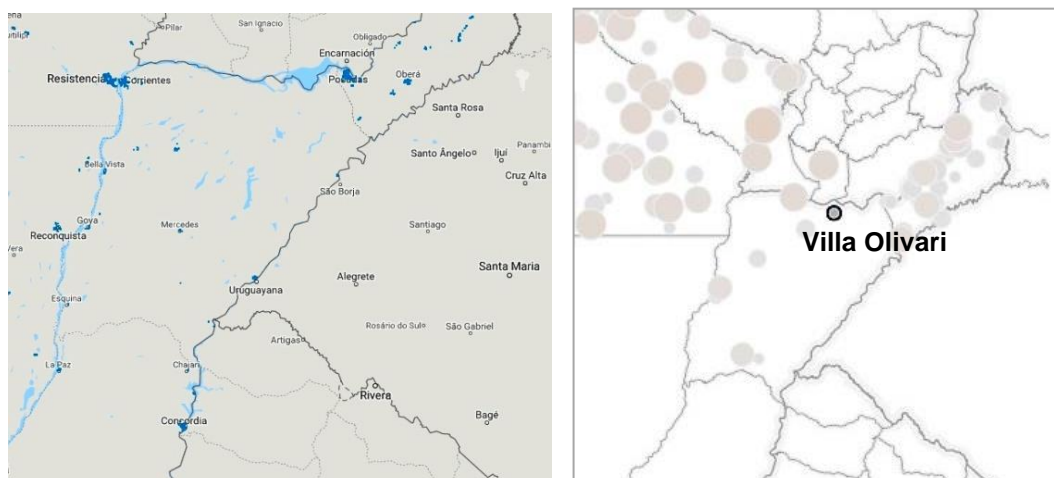 Pilar
San Ignacio
Obligado
Encarnación
Resistencia
Corrientes
Posadas
Oberá
Santa Rosa
Santo Ângelo
Ijuí
Panambi
Cruz Alta
Bella Vista
São Borja
Goya
Mercedes
Santiago
Reconquista
Vera
Santa Maria
Alegrete
Uruguayana
Esquina
Rosário do Sul
São Gabriel
Artigas
La Paz
Chajarí
Rivera
Concordia
Bagé
Villa Olivari